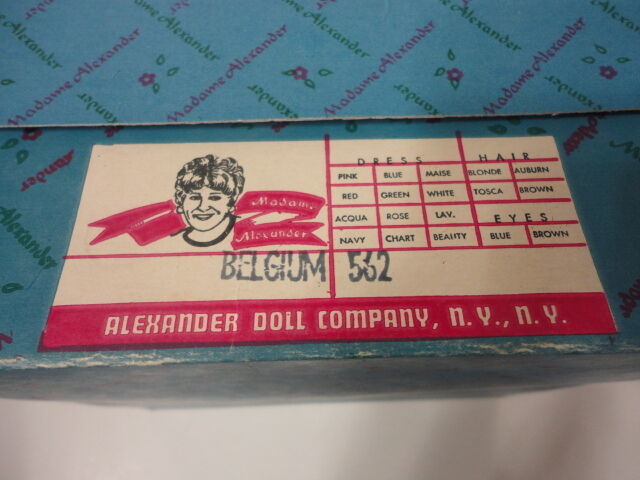 Madame Alexander
Madame Alexander
Madame Alexander
Madame Alexander
DRESS HAIR
PINK BLUE MAISE BLONDE AUBURN
RED GREEN WHITE TOSCA BROWN
ACQUA ROSE LAV. EYES
NAVY CHART BEAUTY BLUE BROWN
Madame
Alexander
BELGIUM 562
ALEXANDER DOLL COMPANY, N.Y., N.Y.